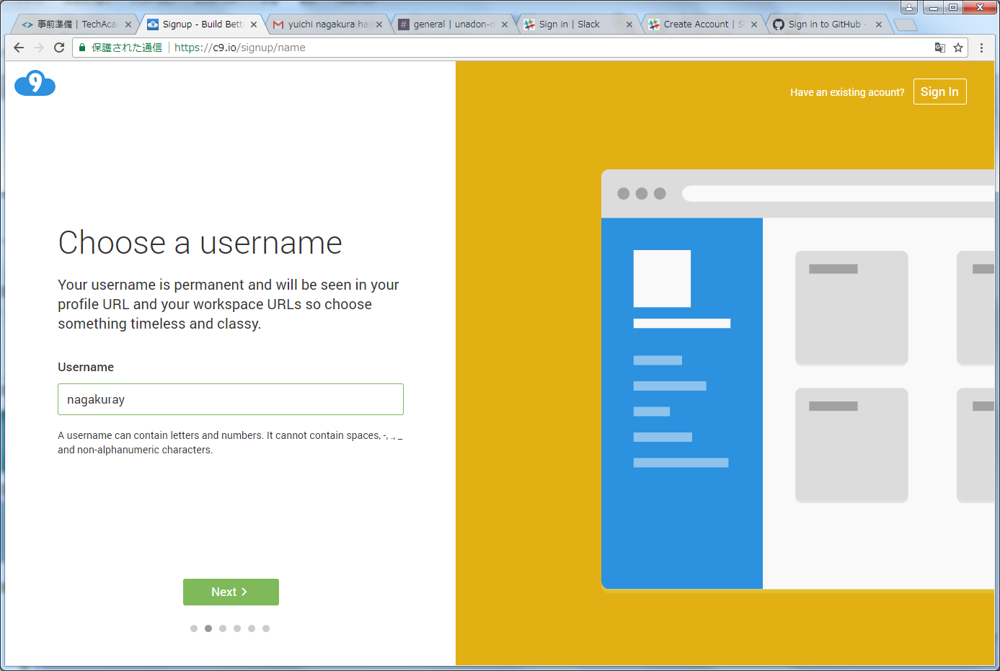 事前準備 | TechAca
Signup - Build Bett
yuichi nagakura ha
general | unadon-
Sign in | Slack
Create Account | S
Sign in to GitHub ·
保護された通信 | https://c9.io/signup/name
9
Have an existing acount?
Sign In
Choose a username
Your username is permanent and will be seen in your
profile URL and your workspace URLs so choose
something timeless and classy.
Username
nagakuray
A username can contain letters and numbers. It cannot contain spaces, -, ., _
and non-alphanumeric characters.
Next